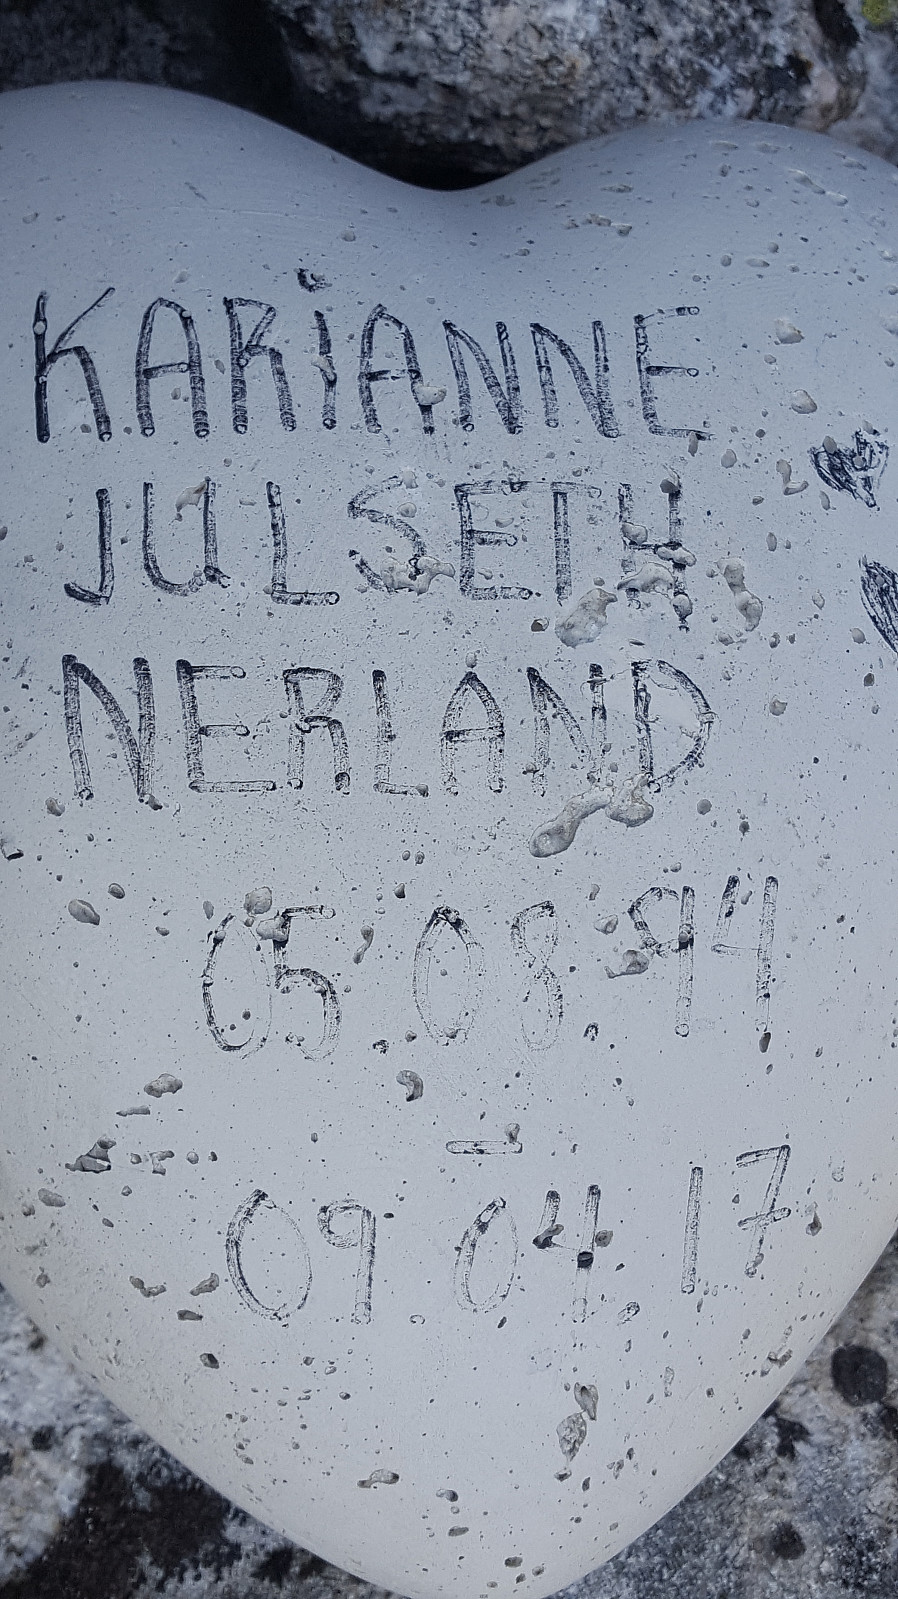 KARiANNE
JULSETH
NERLAND
05.08.94
–
09.04.17